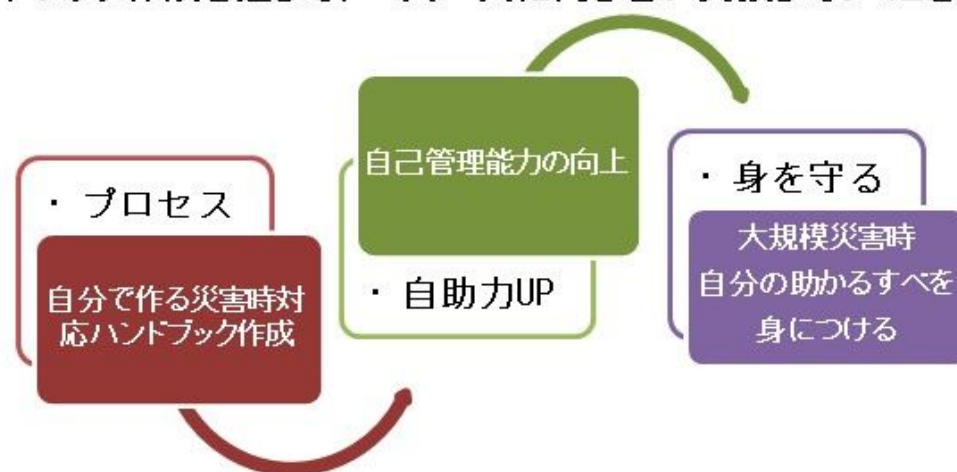 ・プロセス
自分で作る災害時対
応ハンドブック作成
自己管理能力の向上
・自助力UP
・身を守る
大規模災害時
自分の助かるすべを
身につける